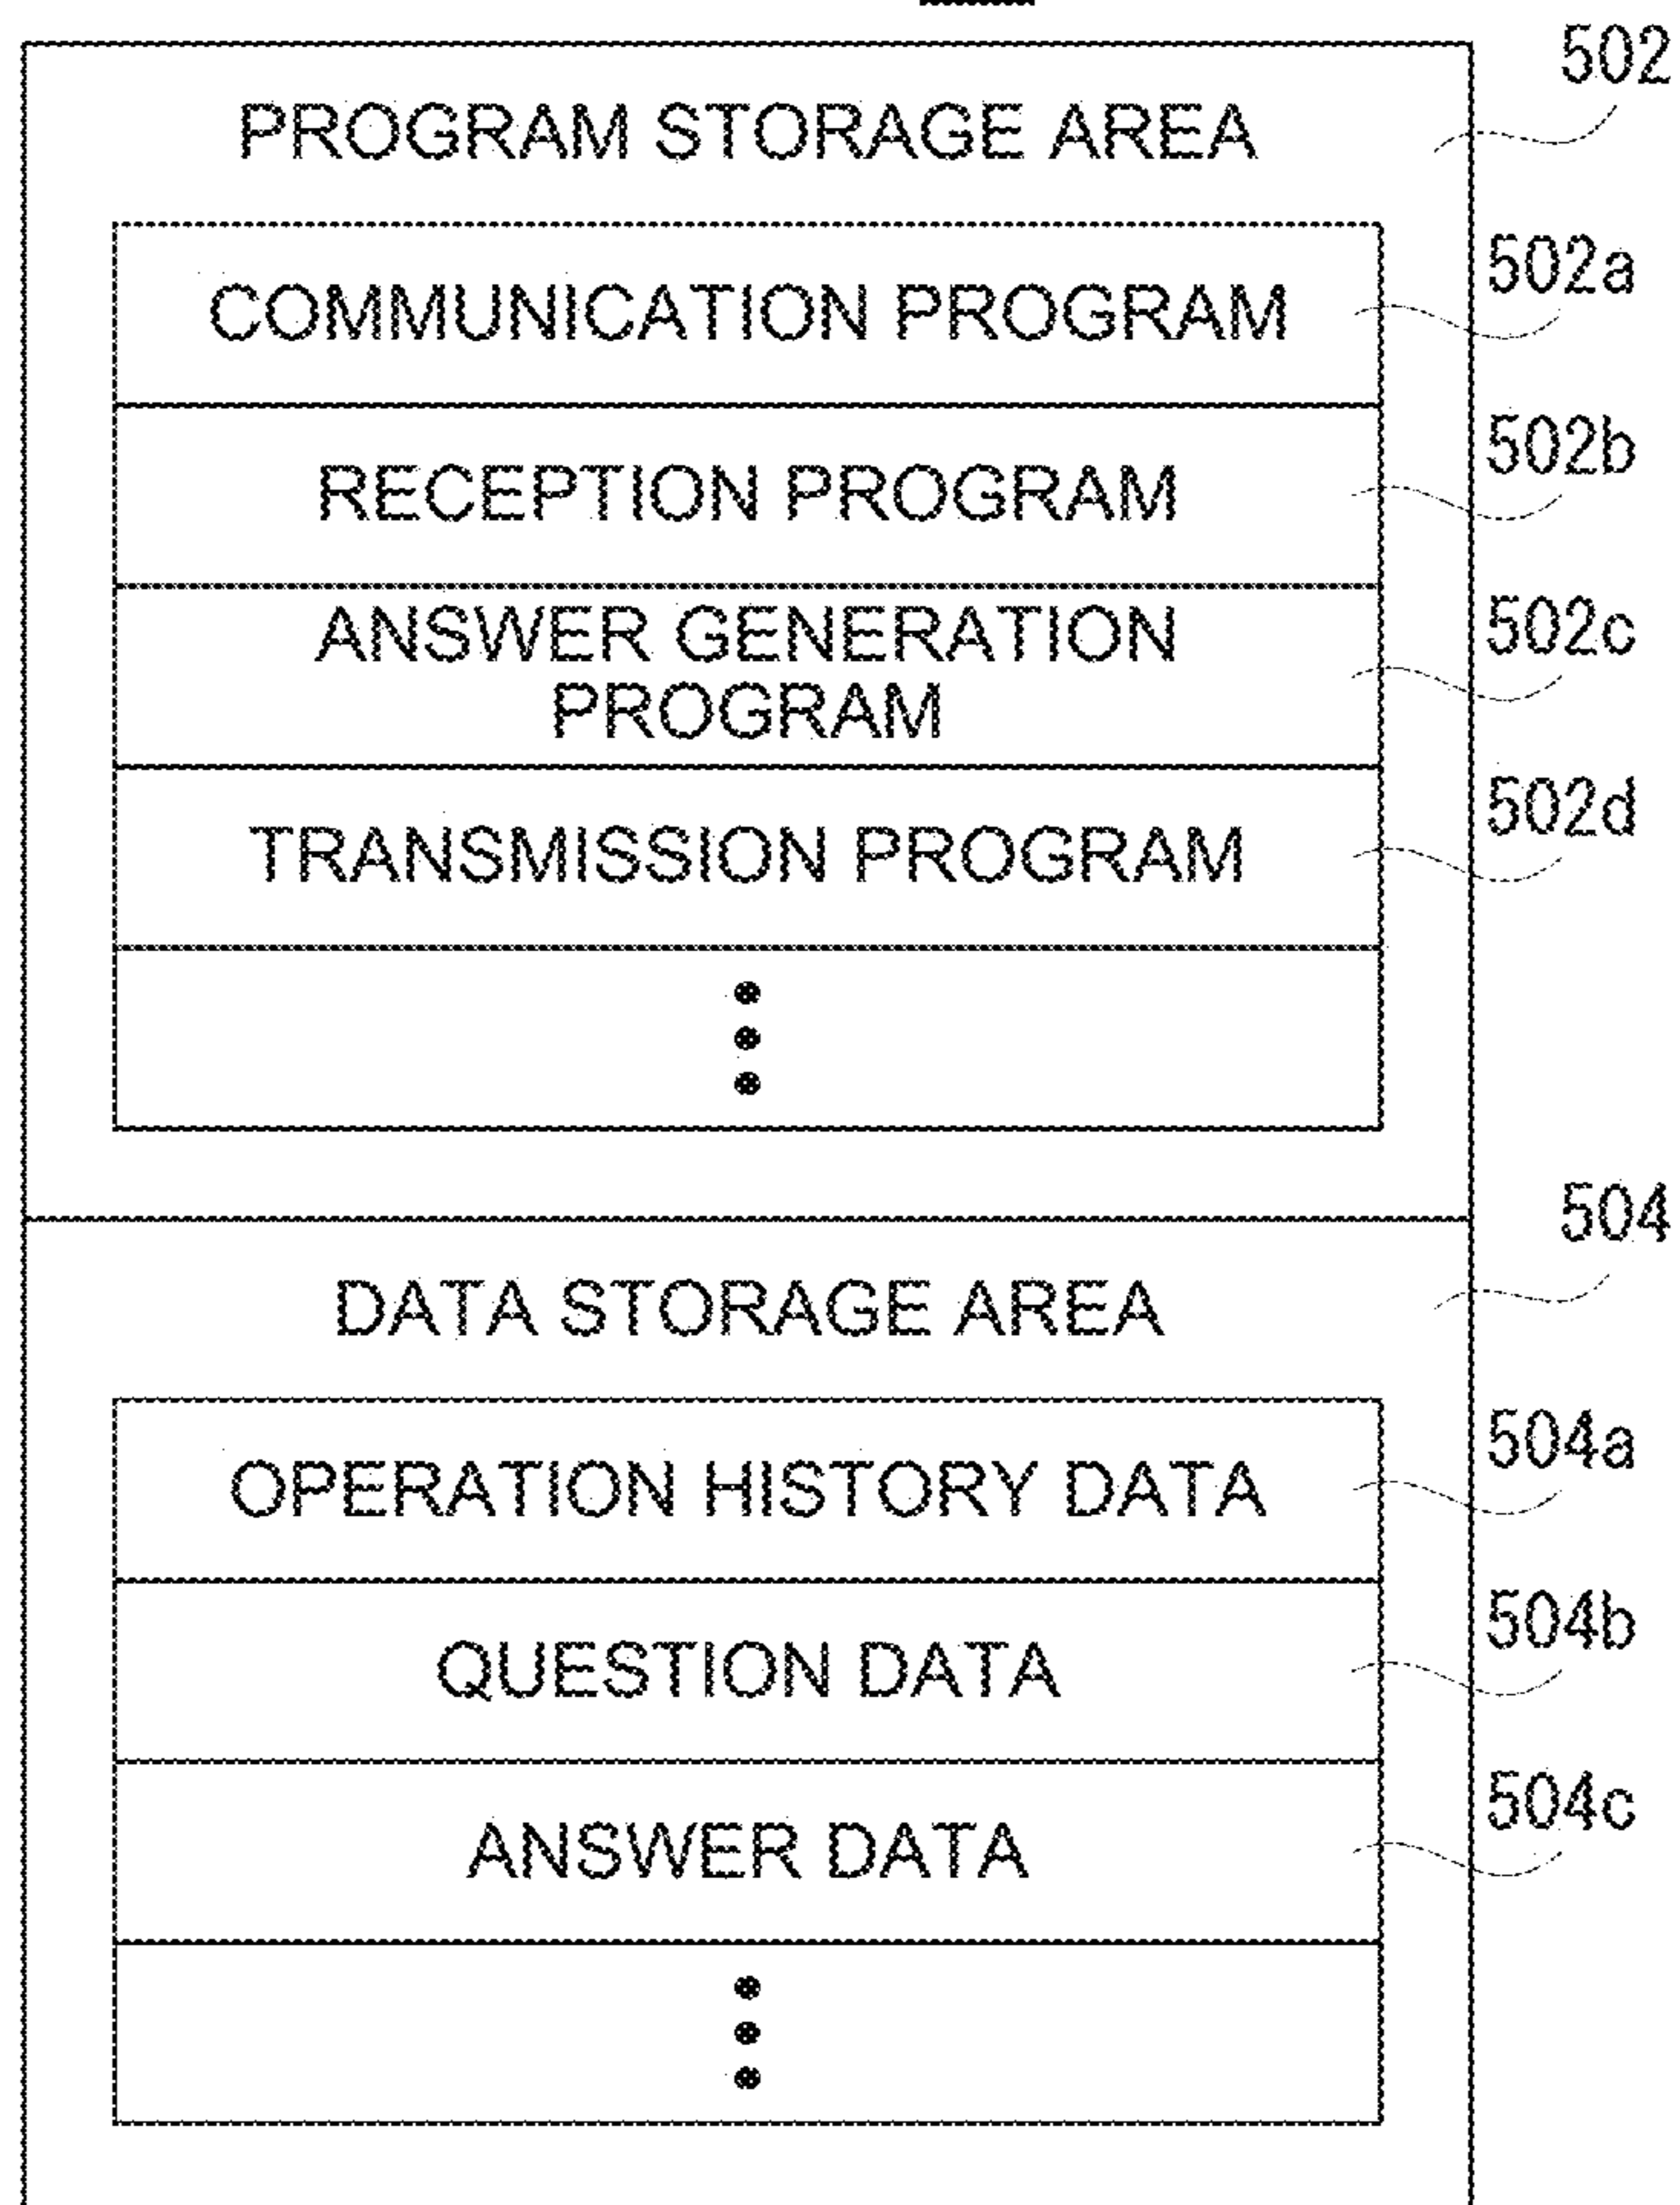 502
PROGRAM STORAGE AREA
502a
COMMUNICATION PROGRAM
502b
RECEPTION PROGRAM
502c
ANSWER GENERATION
PROGRAM
502d
TRANSMISSION PROGRAM
504
DATA STORAGE AREA
504a
OPERATION HISTORY DATA
504b
QUESTION DATA
504c
ANSWER DATA